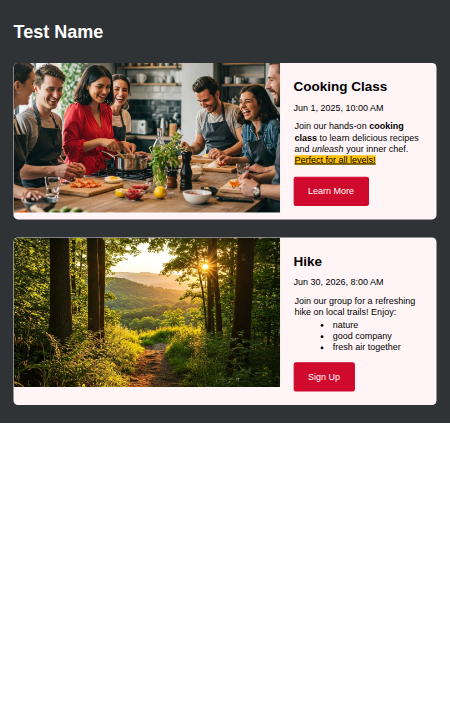 Test Name
Cooking Class
Jun 1, 2025, 10:00 AM
Join our hands-on cooking
class to learn delicious recipes
and unleash your inner chef.
Perfect for all levels!
Learn More
Hike
Jun 30, 2026, 8:00 AM
Join our group for a refreshing
hike on local trails! Enjoy:
• nature
• good company
• fresh air together
Sign Up